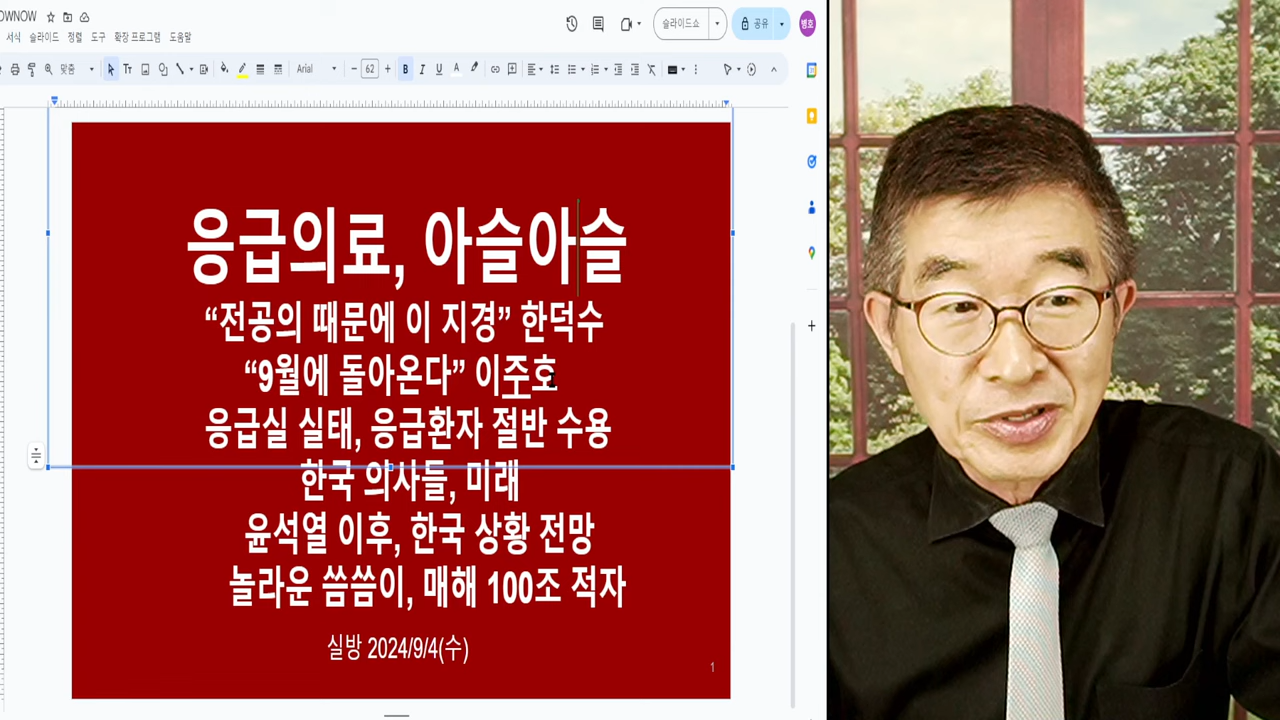 OWNOW
서식 슬라이드 정렬 도구 확장 프로그램 도움말
슬라이드쇼
공유
병호
맞춤
Arial
62
응급의료, 아슬아슬
“전공의 때문에 이 지경” 한덕수
“9월에 돌아온다” 이주호
응급실 실태, 응급환자 절반 수용
한국 의사들, 미래
윤석열 이후, 한국 상황 전망
놀라운 씀씀이, 매해 100조 적자
실방 2024/9/4(수)
1